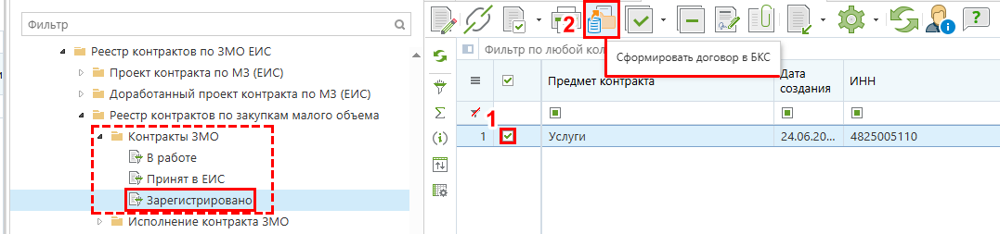 Фильтр
Реестр контрактов по ЗМО ЕИС
Проект контракта по МЗ (ЕИС)
Доработанный проект контракта по МЗ (ЕИС)
Реестр контрактов по закупкам малого объема
Контракты ЗМО
В работе
Принят в ЕИС
Зарегистрировано
Исполнение контракта ЗМО
2
Фильтр по любой кол
Сформировать договор в БКС
Предмет контракта
Дата создания
ИНН
1
1
Услуги
24.06.20...
4825005110